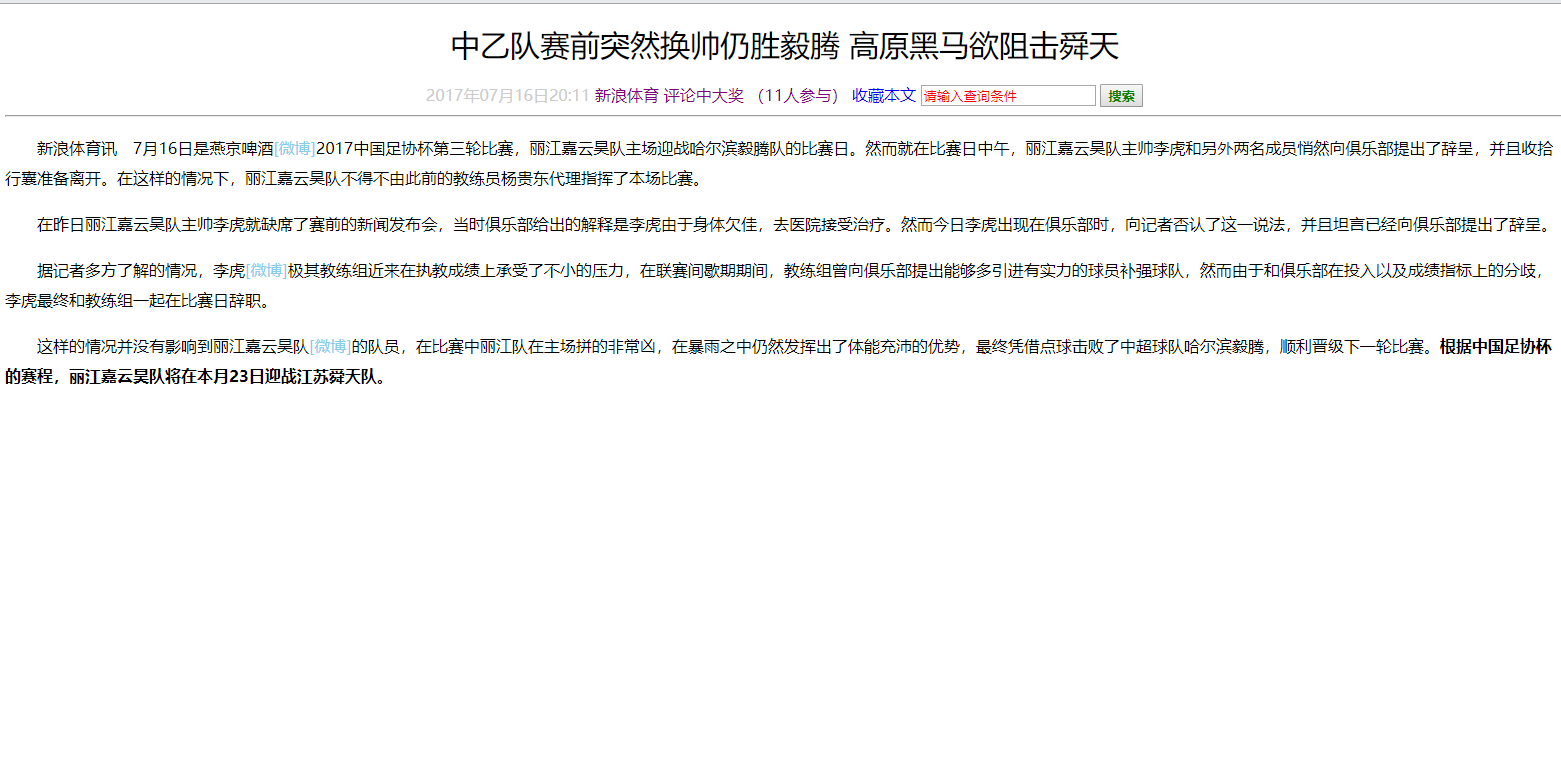 中乙队赛前突然换帅仍胜毅腾 高原黑马欲阻击舜天
2017年07月16日20:11 新浪体育 评论中大奖 （11人参与） 收藏本文 请输入查询条件 搜索
新浪体育讯　7月16日是燕京啤酒[微博]2017中国足协杯第三轮比赛，丽江嘉云昊队主场迎战哈尔滨毅腾队的比赛日。然而就在比赛日中午，丽江嘉云昊队主帅李虎和另外两名成员悄然向俱乐部提出了辞呈，并且收拾
行囊准备离开。在这样的情况下，丽江嘉云昊队不得不由此前的教练员杨贵东代理指挥了本场比赛。
在昨日丽江嘉云昊队主帅李虎就缺席了赛前的新闻发布会，当时俱乐部给出的解释是李虎由于身体欠佳，去医院接受治疗。然而今日李虎出现在俱乐部时，向记者否认了这一说法，并且坦言已经向俱乐部提出了辞呈。
据记者多方了解的情况，李虎[微博]极其教练组近来在执教成绩上承受了不小的压力，在联赛间歇期期间，教练组曾向俱乐部提出能够多引进有实力的球员补强球队，然而由于和俱乐部在投入以及成绩指标上的分歧，
李虎最终和教练组一起在比赛日辞职。
这样的情况并没有影响到丽江嘉云昊队[微博]的队员，在比赛中丽江队在主场拼的非常凶，在暴雨之中仍然发挥出了体能充沛的优势，最终凭借点球击败了中超球队哈尔滨毅腾，顺利晋级下一轮比赛。根据中国足协杯
的赛程，丽江嘉云昊队将在本月23日迎战江苏舜天队。